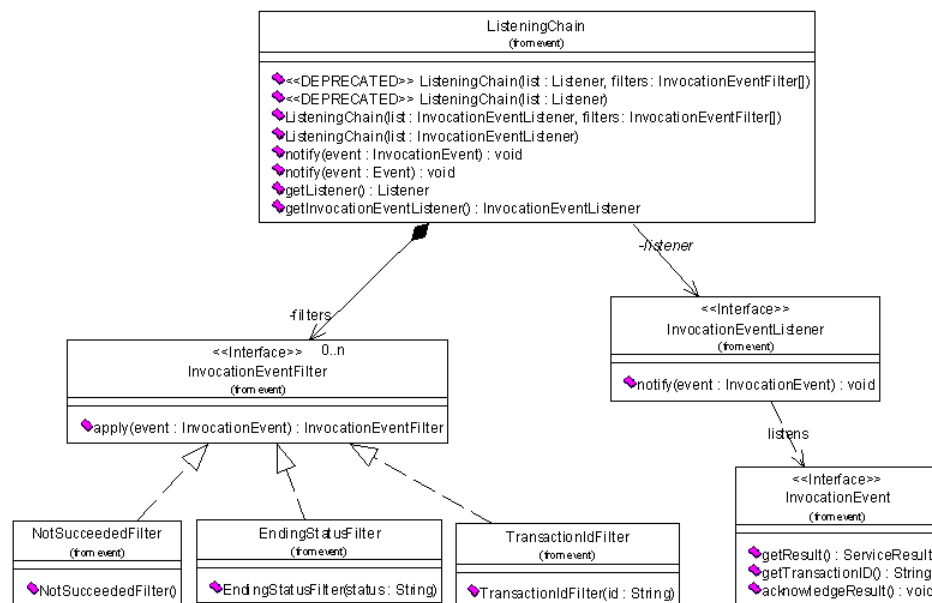 ListeningChain
(from event)
<<DEPRECATED>> ListeningChain(list : Listener, filters : InvocationEventFilter[])
<<DEPRECATED>> ListeningChain(list : Listener)
ListeningChain(list : InvocationEventListener, filters : InvocationEventFilter[])
ListeningChain(list : InvocationEventListener)
notify(event : InvocationEvent) : void
notify(event : Event) : void
getListener() : Listener
getInvocationEventListener() : InvocationEventListener
-listener
-filters
<<Interface>>
InvocationEventListener
(from event)
notify(event : InvocationEvent) : void
<<Interface>> 0..n
InvocationEventFilter
(from event)
apply(event : InvocationEvent) : InvocationEventFilter
listens
<<Interface>>
InvocationEvent
(from event)
getResult() : ServiceResult
getTransactionID() : String
acknowledgeResult() : void
NotSucceededFilter
(from event)
NotSucceededFilter()
EndingStatusFilter
(from event)
EndingStatusFilter(status : String)
TransactionIdFilter
(from event)
TransactionIdFilter(id : String)